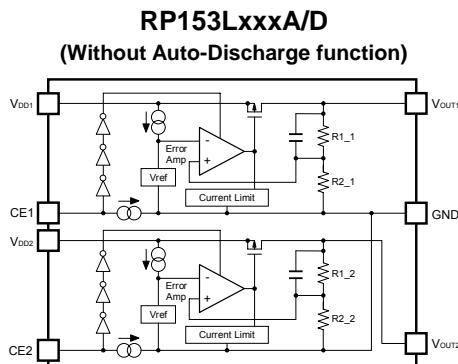 RP153LxxxA/D
(Without Auto-Discharge function)
VDD1
VOUT1
Error
Amp
-
+
R1_1
Vref
R2_1
Current Limit
CE1
GND
VDD2
Error
Amp
-
+
R1_2
Vref
R2_2
Current Limit
CE2
VOUT2